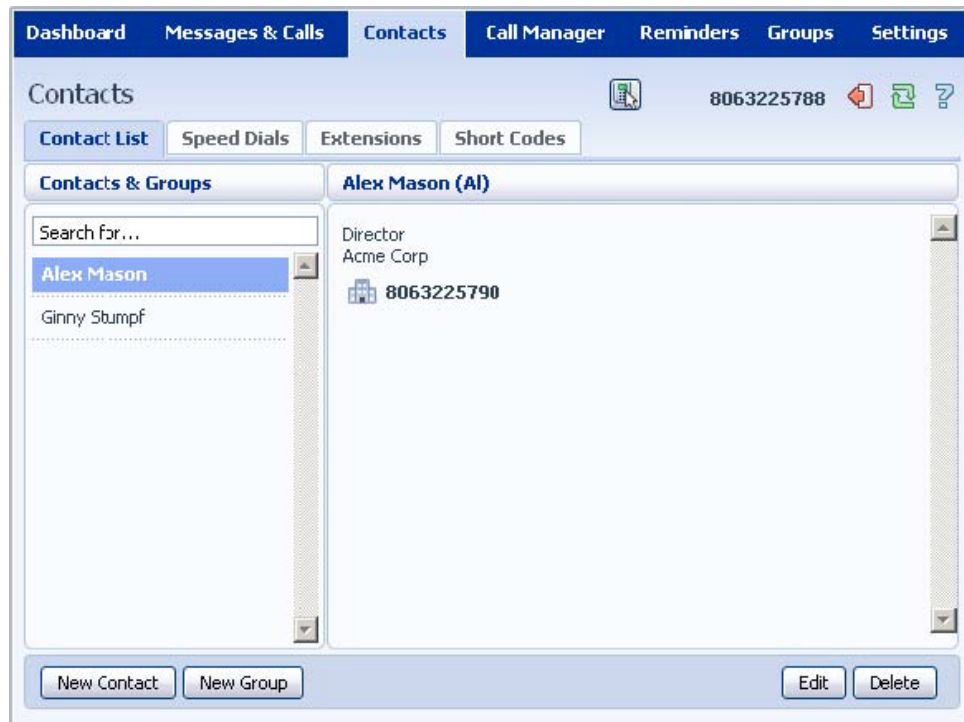 Dashboard Messages & Calls Contacts Call Manager Reminders Groups Settings
Contacts 8063225788
Contact List Speed Dials Extensions Short Codes
Contacts & Groups Alex Mason (Al)
Search for...
Director
Acme Corp
Alex Mason
8063225790
Ginny Stumpf
New Contact New Group Edit Delete